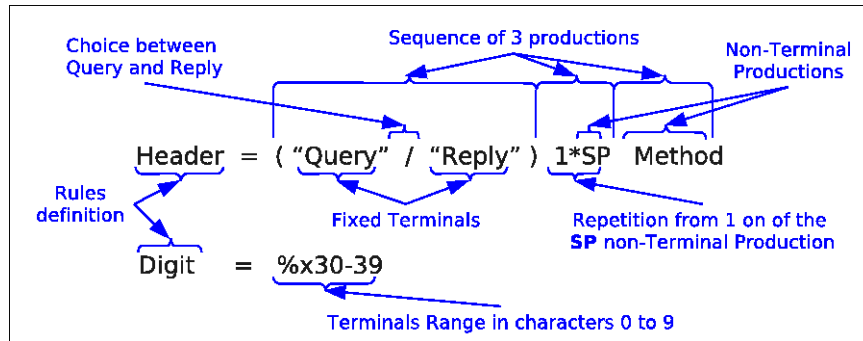 Choice between
Query and Reply
Sequence of 3 productions
Non-Terminal
Productions
Header = ( “Query” / “Reply” ) 1*SP Method
Rules
definition
Fixed Terminals
Repetition from 1 on of the
SP non-Terminal Production
Digit = %x30-39
Terminals Range in characters 0 to 9